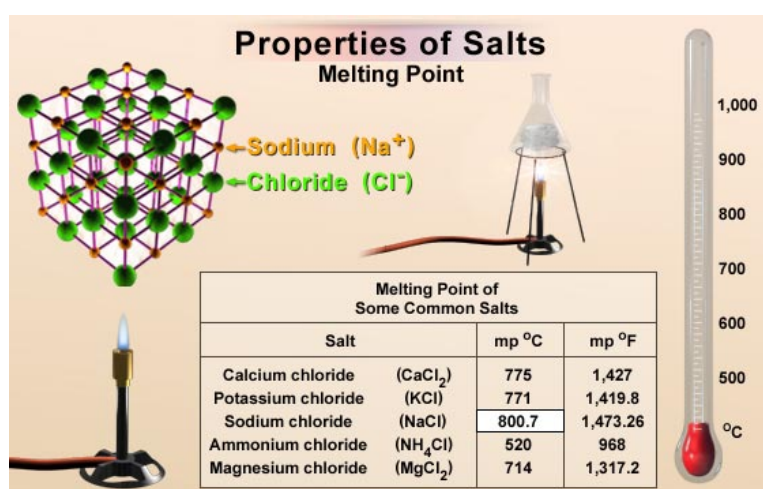 Properties of Salts
Melting Point
Sodium (Na⁺)
Chloride (Cl⁻)
1,000
900
800
700
600
500
ºC
Melting Point of
Some Common Salts
Salt mp ºC mp ºF
Calcium chloride (CaCl₂) 775 1,427
Potassium chloride (KCl) 771 1,419.8
Sodium chloride (NaCl) 800.7 1,473.26
Ammonium chloride (NH₄Cl) 520 968
Magnesium chloride (MgCl₂) 714 1,317.2